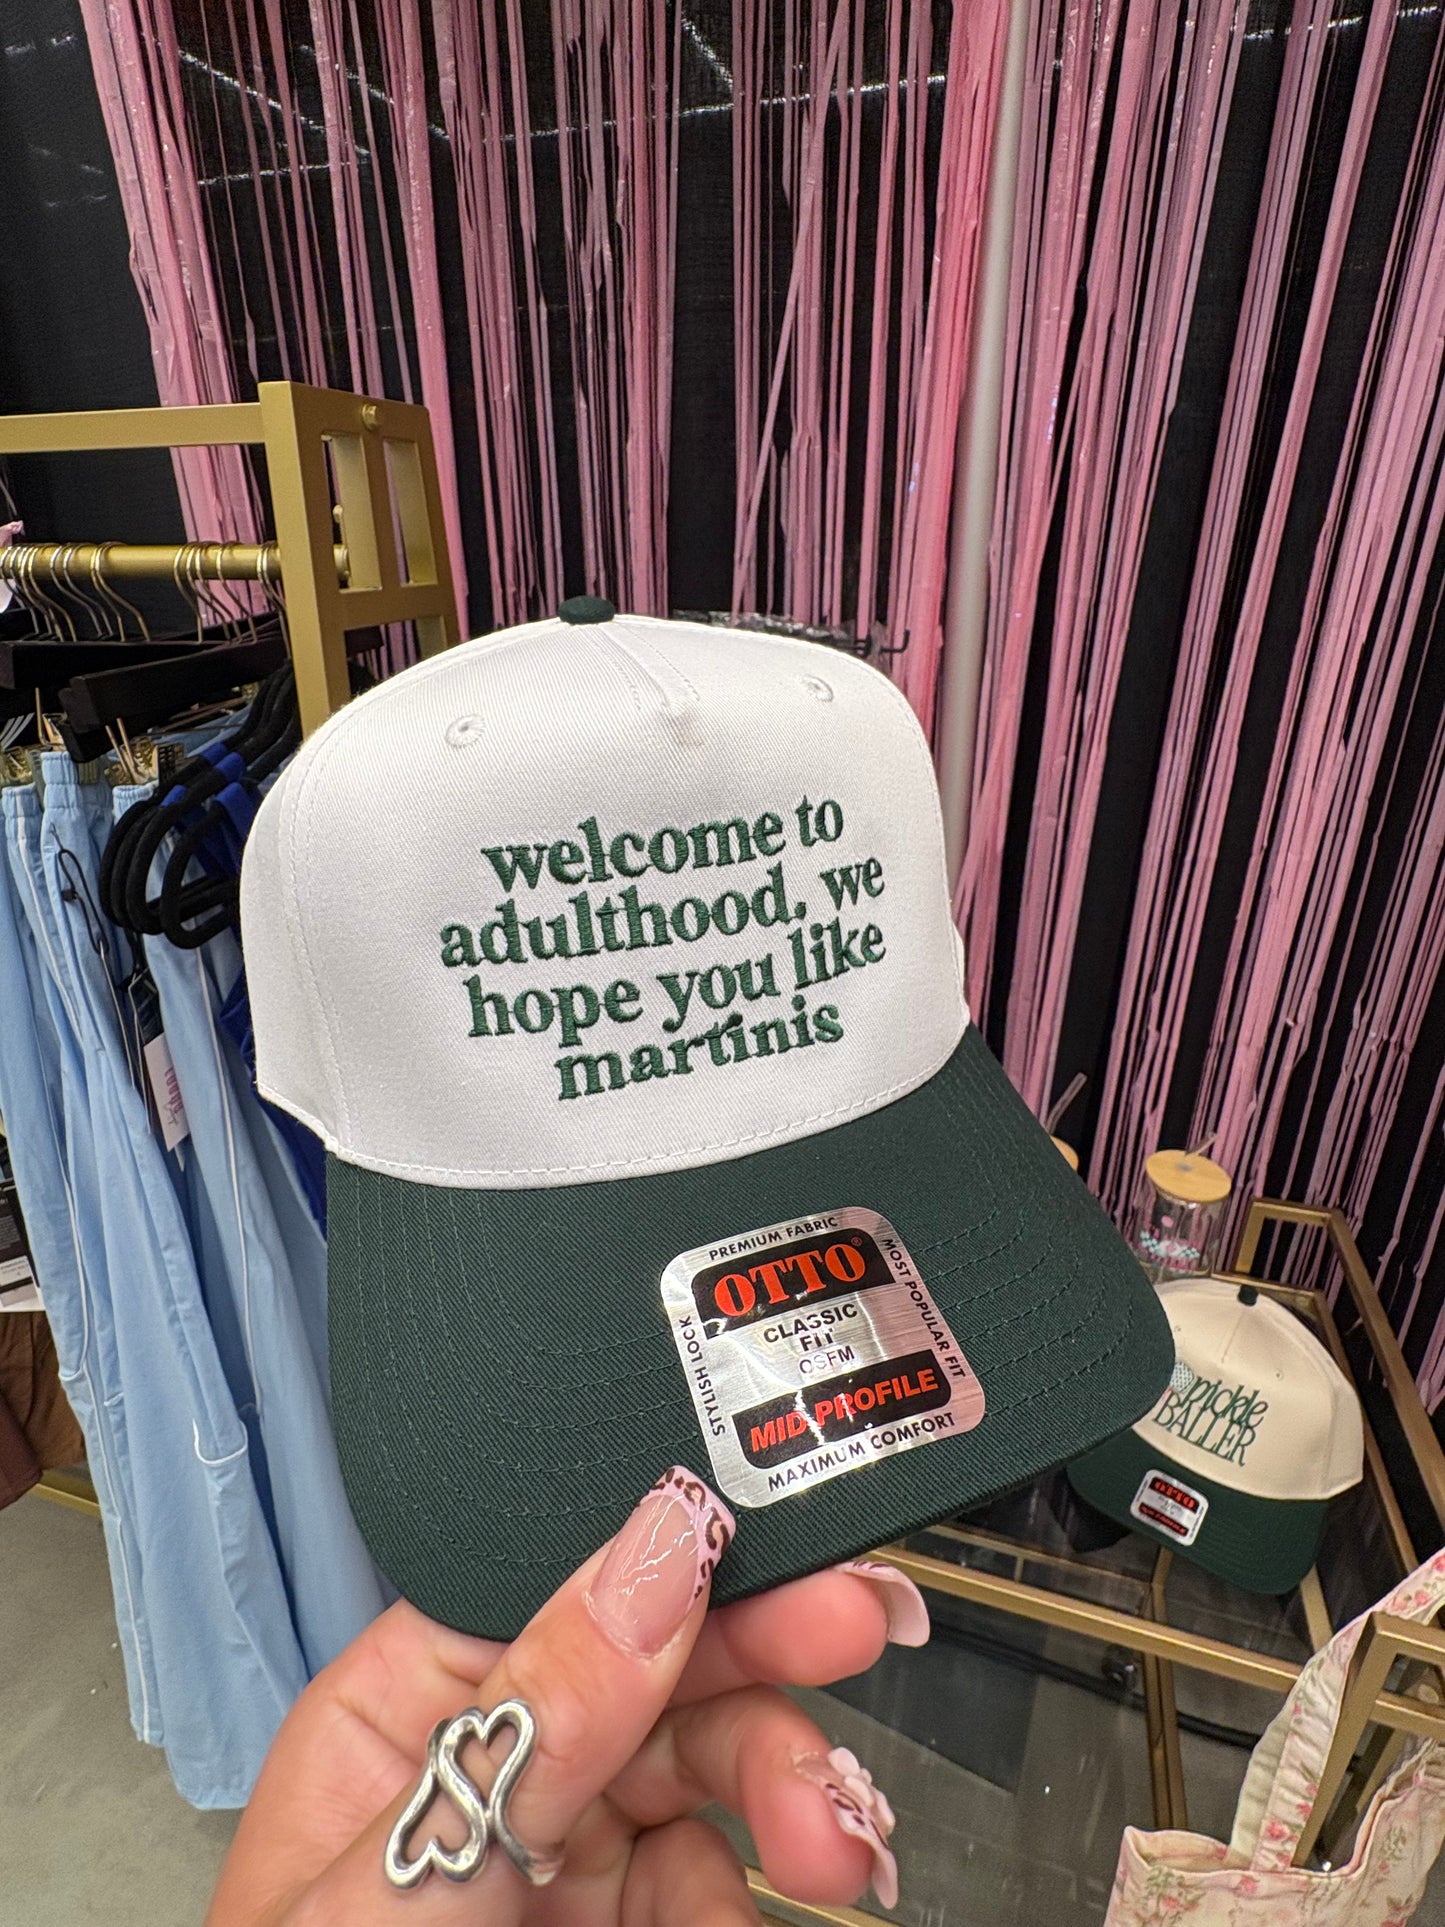 welcome to
adulthood. we
hope you like
martinis
PREMIUM FABRIC
OTTO®
CLASSIC
FIT
OSFM
MID PROFILE
MAXIMUM COMFORT
STYLISH LOCK
MOST POPULAR FIT
pickle
BALLER
OTTO